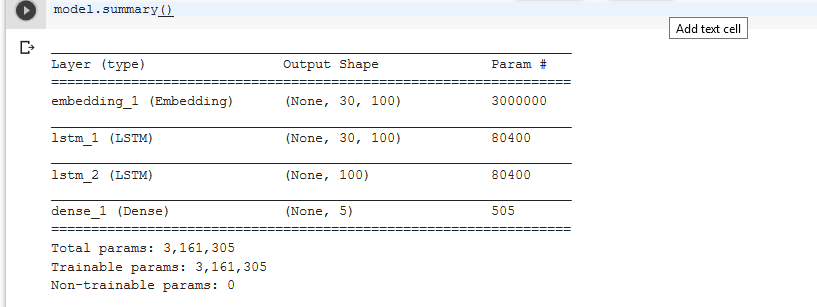 model.summary()
Add text cell
Layer (type) Output Shape Param #
embedding_1 (Embedding) (None, 30, 100) 3000000
lstm_1 (LSTM) (None, 30, 100) 80400
lstm_2 (LSTM) (None, 100) 80400
dense_1 (Dense) (None, 5) 505
Total params: 3,161,305
Trainable params: 3,161,305
Non-trainable params: 0